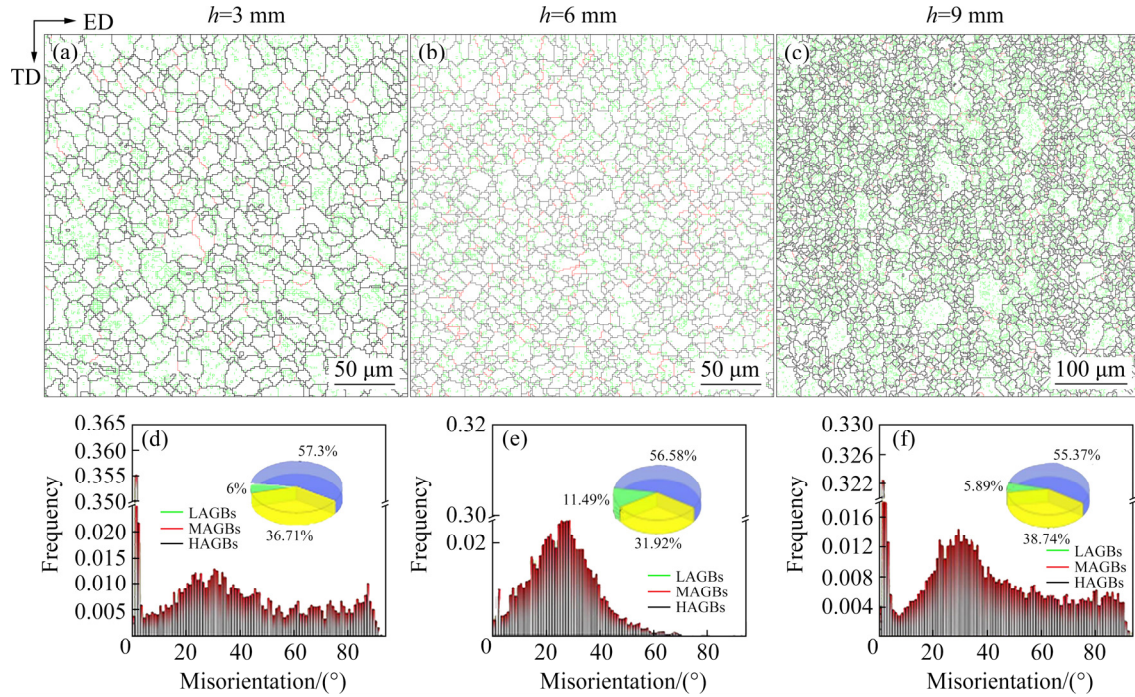 h=3 mm
h=6 mm
h=9 mm
ED
TD
(a)
50 μm
(b)
50 μm
(c)
100 μm
(d)
0.365
0.360
0.355
0.350
0.020
0.015
0.010
0.005
Frequency
57.3%
6%
36.71%
LAGBs
MAGBs
HAGBs
0 20 40 60 80
Misorientation/(°)
(e)
0.32
0.30
0.02
Frequency
56.58%
11.49%
31.92%
LAGBs
MAGBs
HAGBs
0 20 40 60 80
Misorientation/(°)
(f)
0.330
0.326
0.322
0.016
0.012
0.008
0.004
Frequency
55.37%
5.89%
38.74%
LAGBs
MAGBs
HAGBs
0 20 40 60 80
Misorientation/(°)